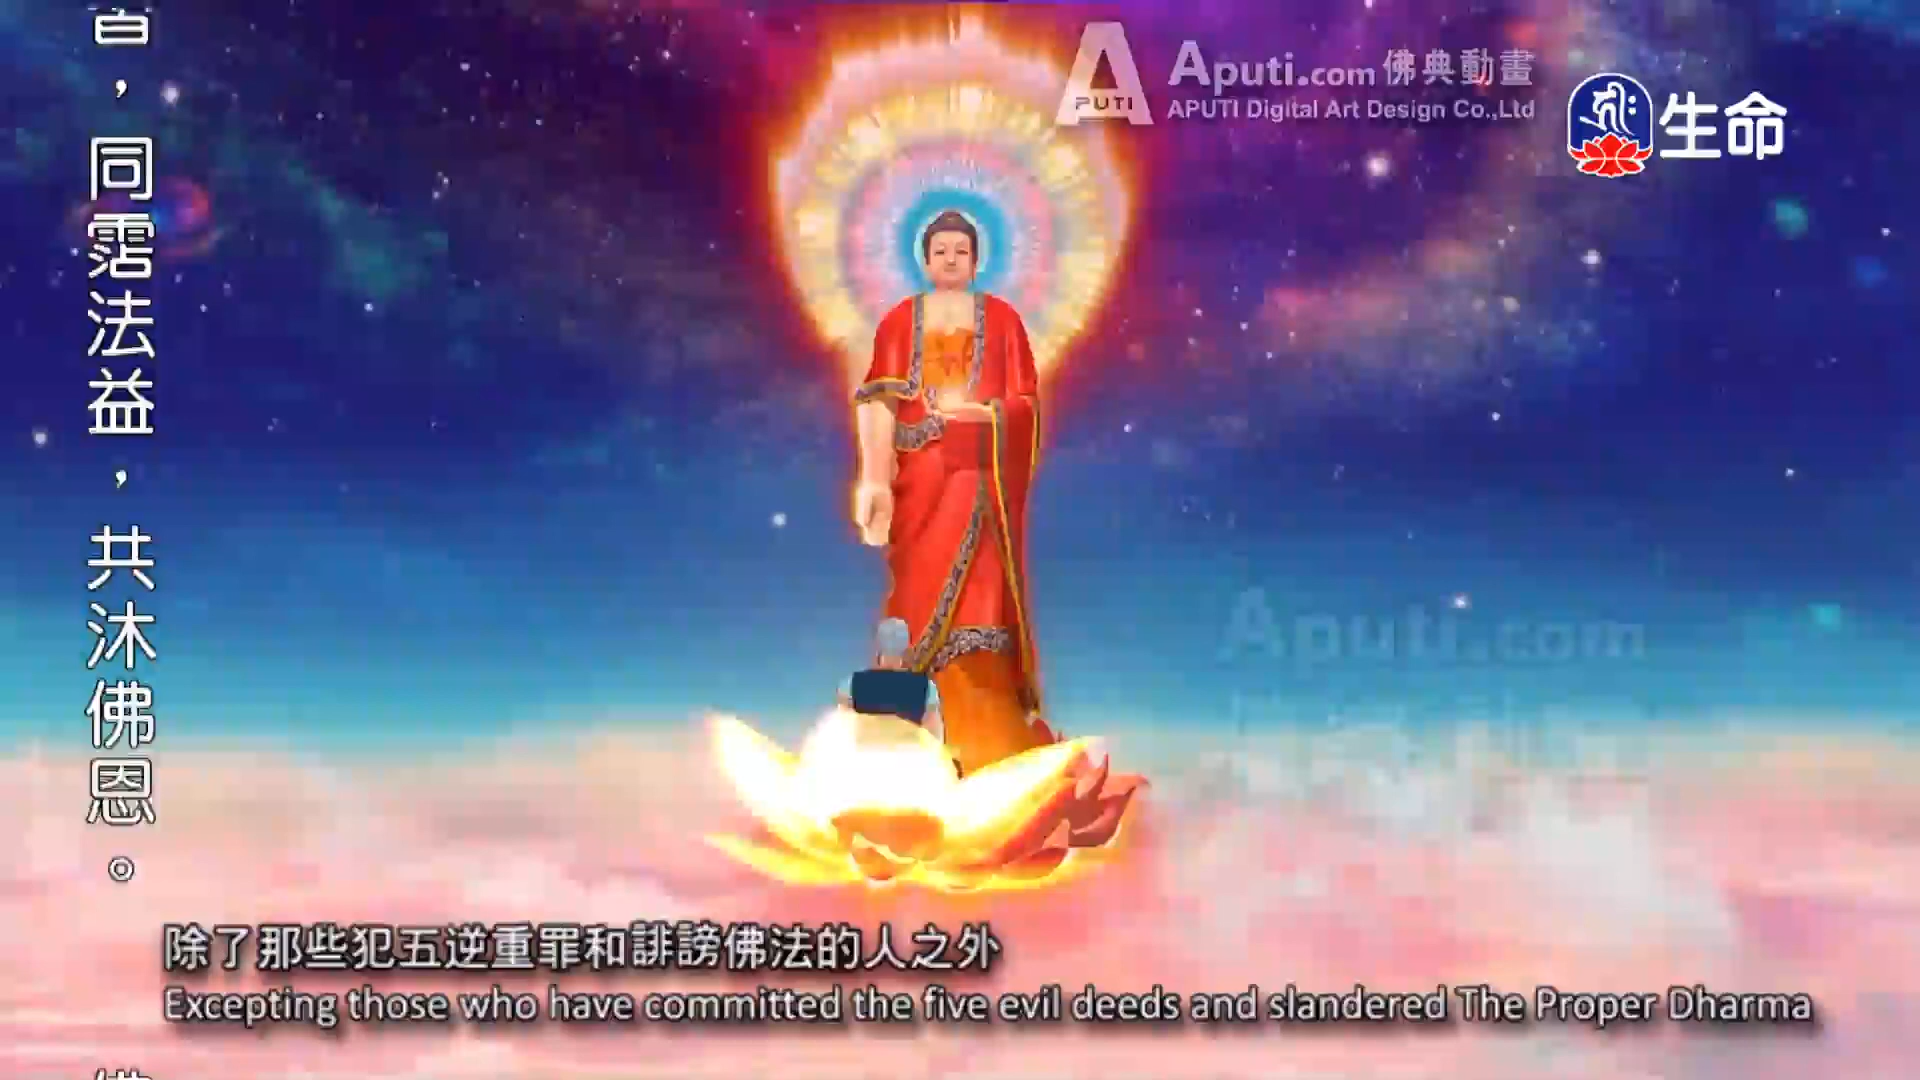 同霑法益，共沐佛恩。
APUTI
Aputi.com 佛典動畫
APUTI Digital Art Design Co.,Ltd
生命
Aputi.com
除了那些犯五逆重罪和誹謗佛法的人之外
Excepting those who have committed the five evil deeds and slandered The Proper Dharma